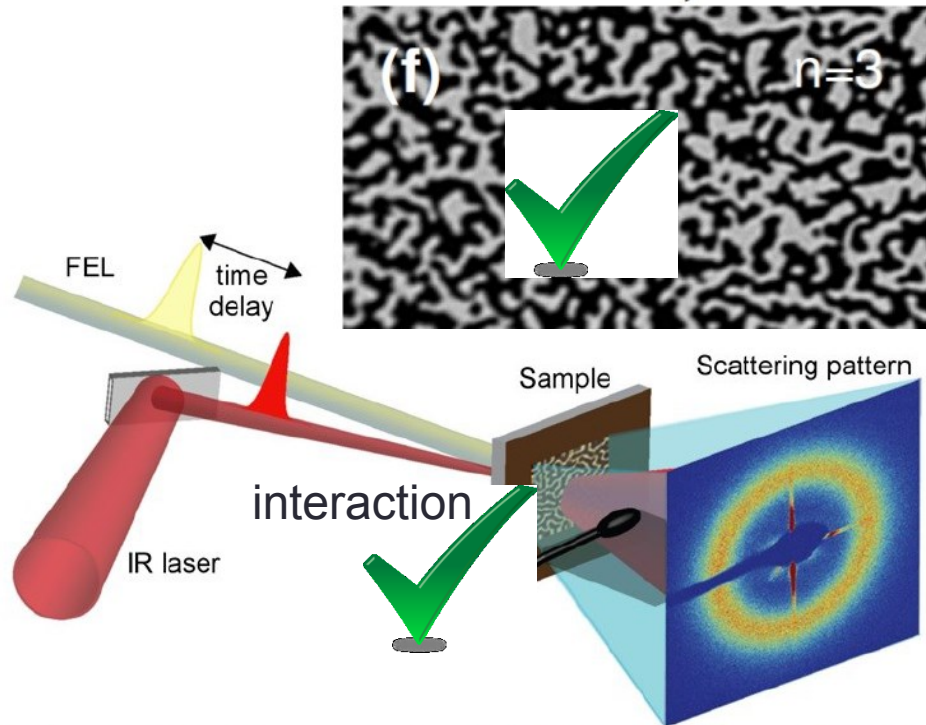 (f)
n=3
FEL
time
delay
Sample
Scattering pattern
interaction
IR laser